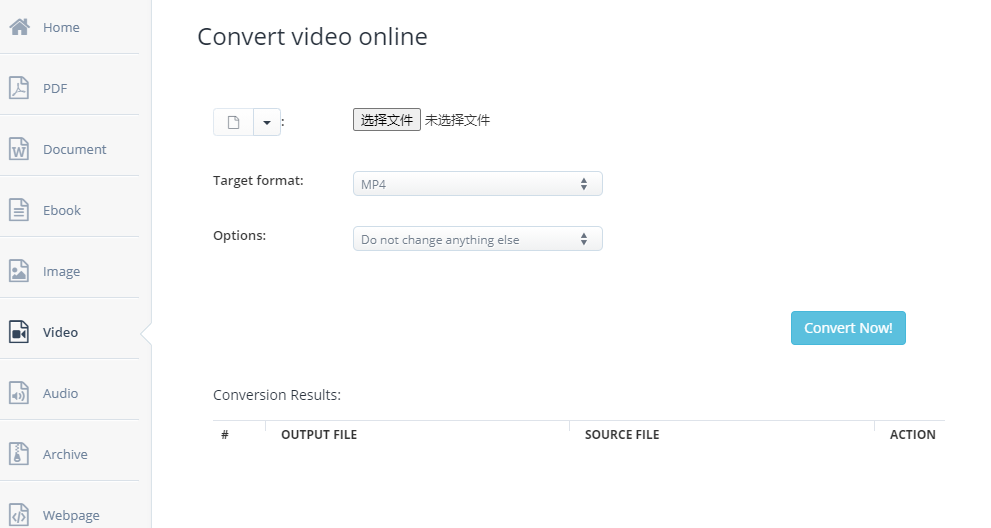 Home
PDF
Document
Ebook
Image
Video
Audio
Archive
Webpage
Convert video online
: 选择文件 未选择文件
Target format: MP4
Options: Do not change anything else
Convert Now!
Conversion Results:
# OUTPUT FILE SOURCE FILE ACTION